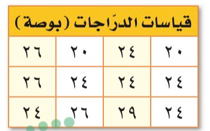 قياسات الدرّاجات (بوصة)
٢٠ ٢٤ ٢٠ ٢٦
٢٤ ٢٤ ٢٤ ٢٦
٢٤ ٢٩ ٢٦ ٢٤